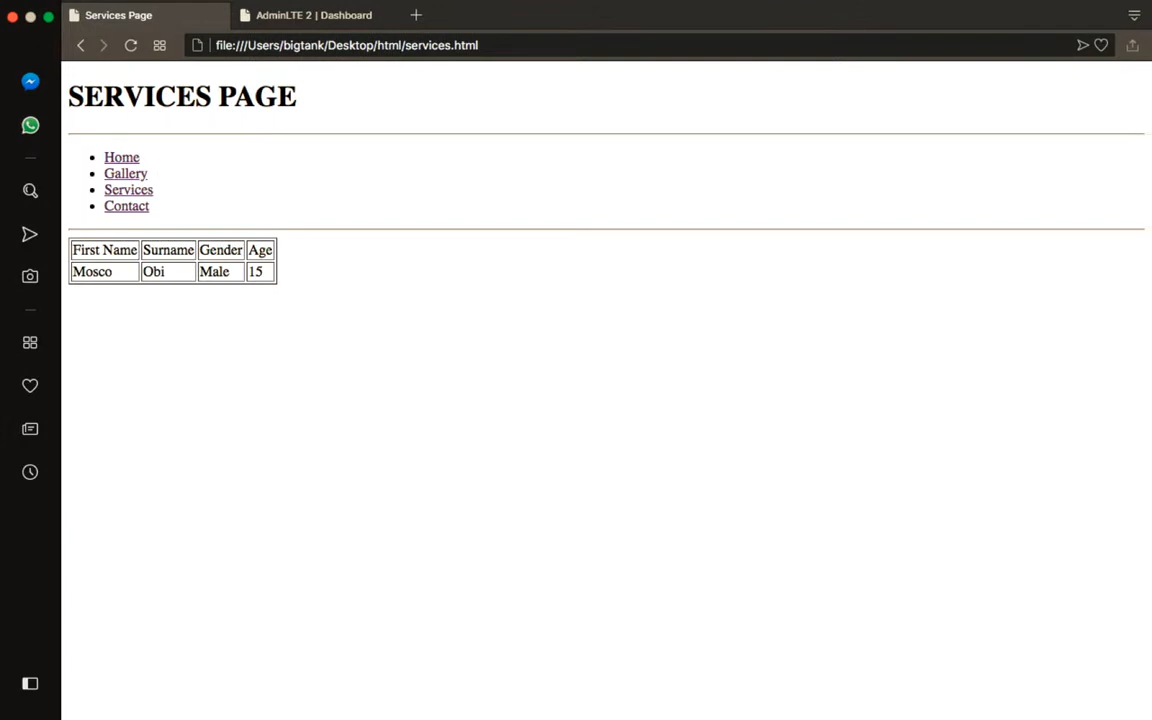 Services Page
AdminLTE 2 | Dashboard
file:///Users/bigtank/Desktop/html/services.html
SERVICES PAGE
Home
Gallery
Services
Contact
First Name Surname Gender Age
Mosco Obi Male 15